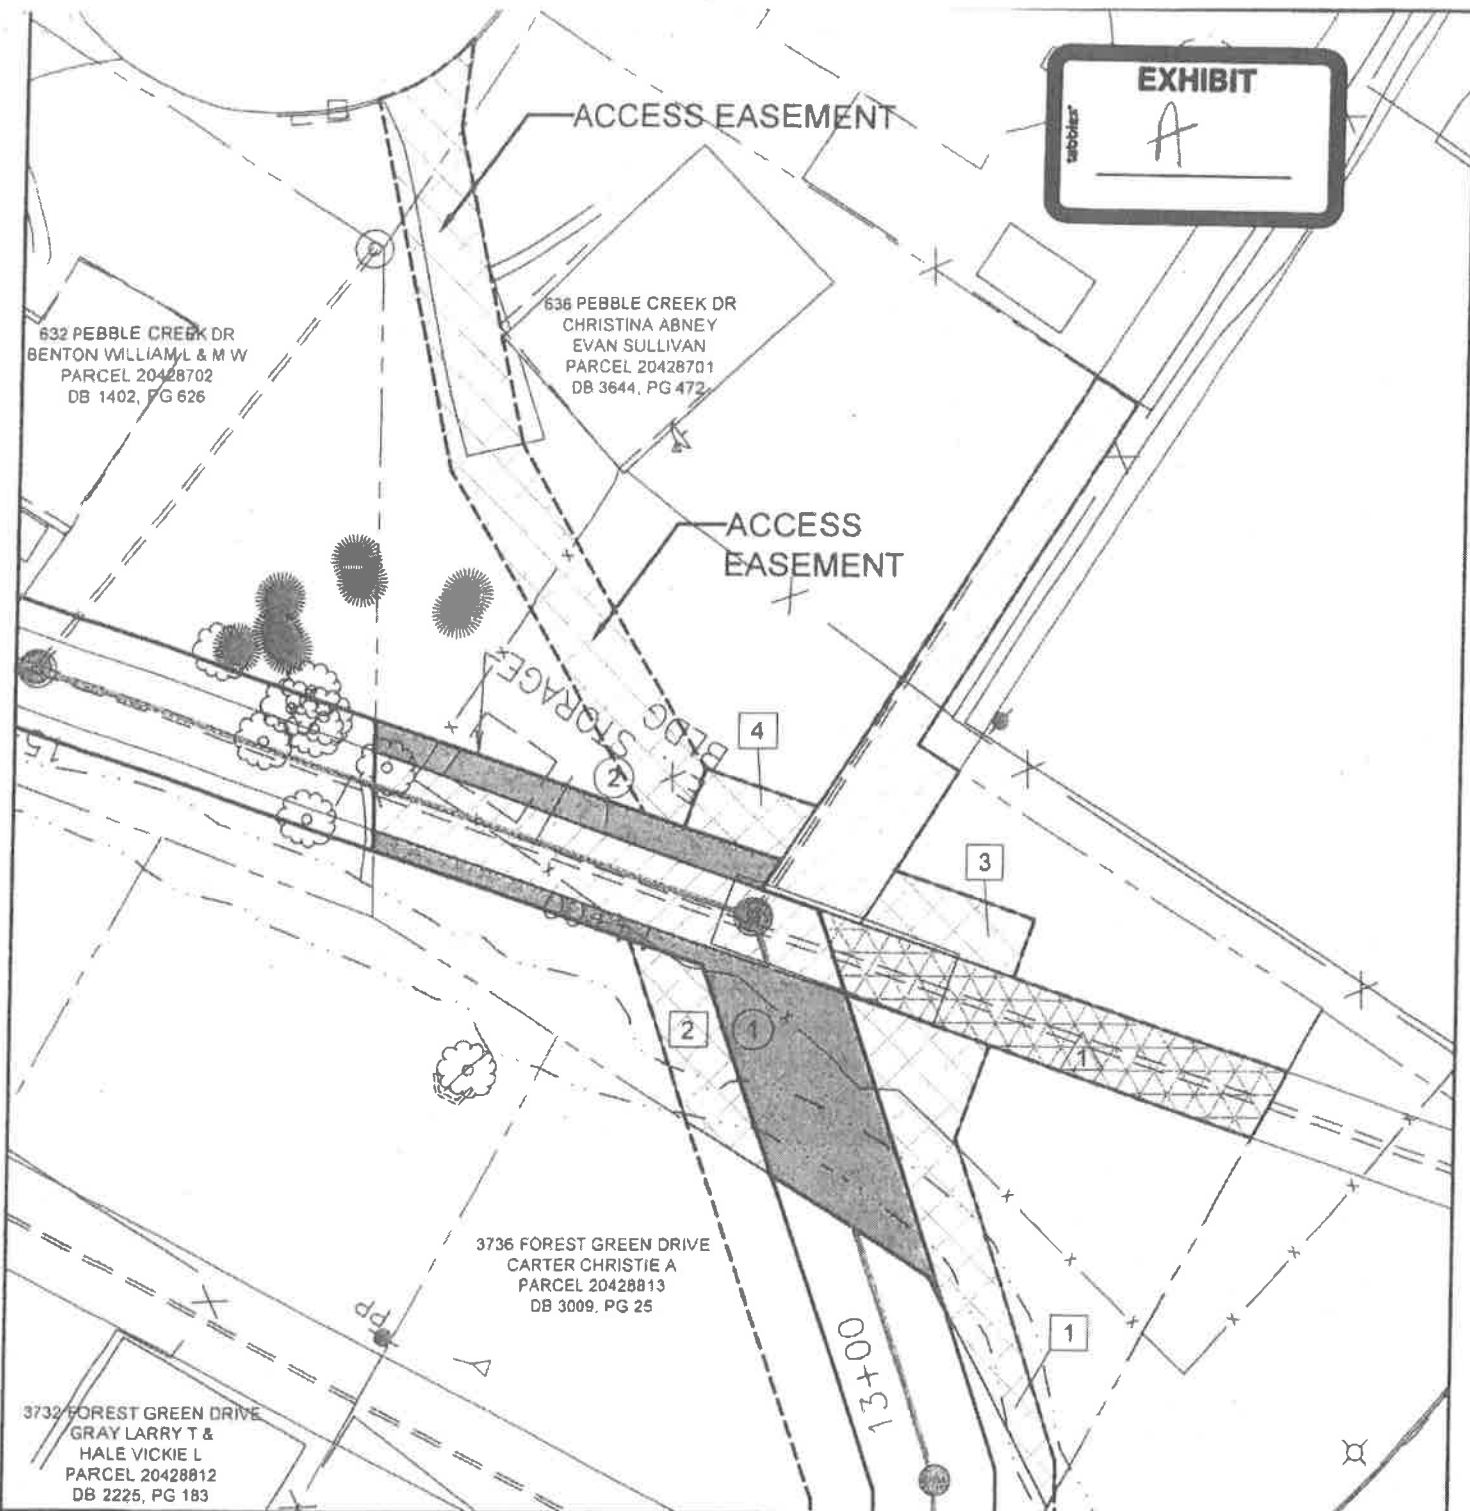 EXHIBIT
tabbies®
A
ACCESS EASEMENT
636 PEBBLE CREEK DR
CHRISTINA ABNEY
EVAN SULLIVAN
PARCEL 20428701
DB 3644, PG 472
632 PEBBLE CREEK DR
BENTON WILLIAM L & M W
PARCEL 20428702
DB 1402, PG 626
ACCESS
EASEMENT
STORAGE
BLDG
4
2
15
3
2
1
1
3736 FOREST GREEN DRIVE
CARTER CHRISTIE A
PARCEL 20428813
DB 3009, PG 25
PP
13+00
1
3732 FOREST GREEN DRIVE
GRAY LARRY T &
HALE VICKIE L
PARCEL 20428812
DB 2225, PG 183